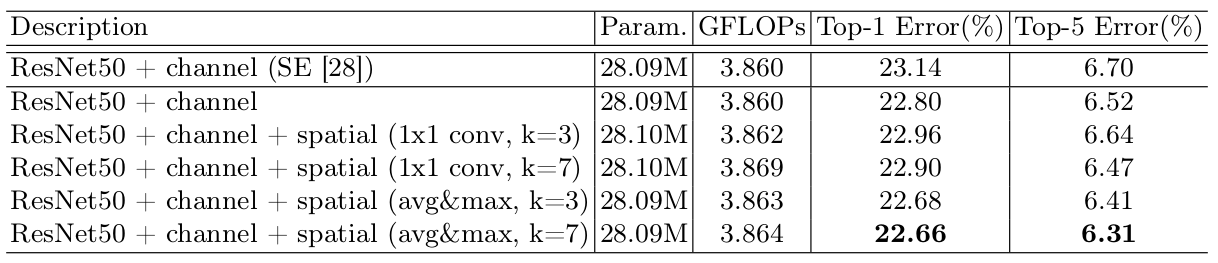 Description Param. GFLOPs Top-1 Error(%) Top-5 Error(%)
ResNet50 + channel (SE [28]) 28.09M 3.860 23.14 6.70
ResNet50 + channel 28.09M 3.860 22.80 6.52
ResNet50 + channel + spatial (1x1 conv, k=3) 28.10M 3.862 22.96 6.64
ResNet50 + channel + spatial (1x1 conv, k=7) 28.10M 3.869 22.90 6.47
ResNet50 + channel + spatial (avg&max, k=3) 28.09M 3.863 22.68 6.41
ResNet50 + channel + spatial (avg&max, k=7) 28.09M 3.864 22.66 6.31